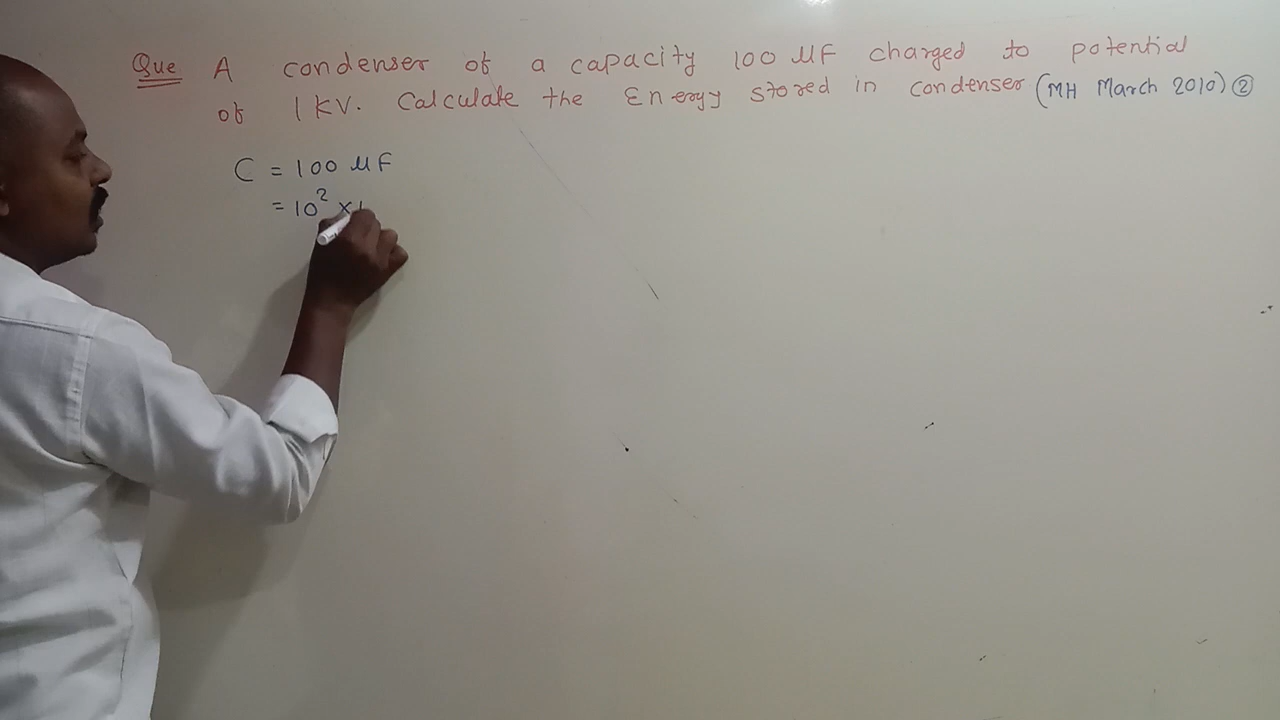 Que A condenser of a capacity 100 μF charged to potential
of 1 KV. Calculate the Energy stored in condenser (MH March 2010) ②
C = 100 μF
= 10² ×